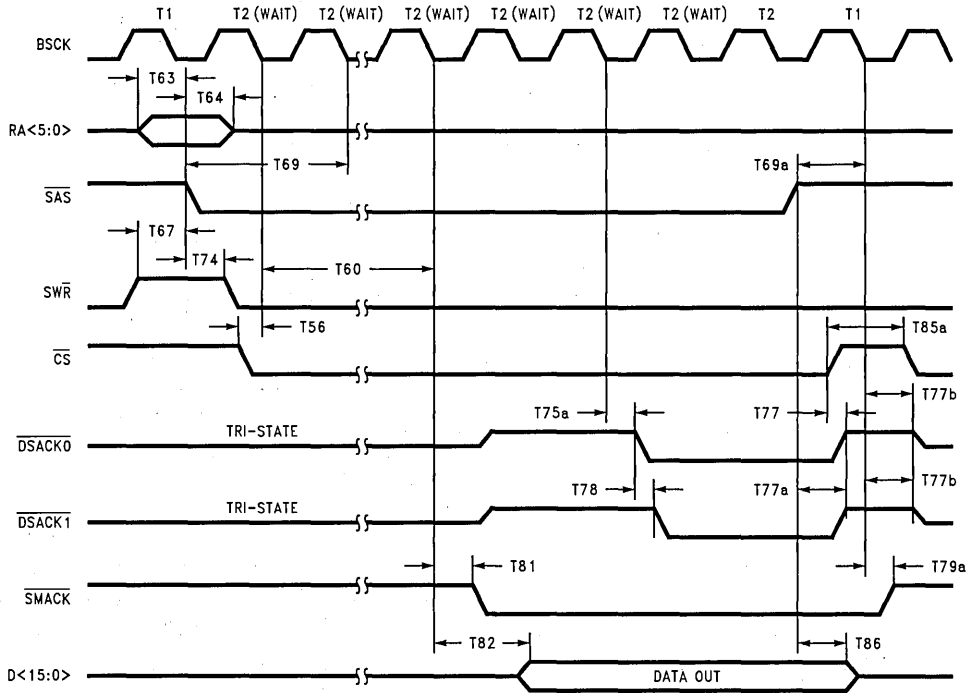 T1 T2 (WAIT) T2 (WAIT) T2 (WAIT) T2 (WAIT) T2 (WAIT) T2 (WAIT) T2 T1
BSCK
T63
T64
RA<5:0>
T69 T69a
SAS
T67
T74
T60
SWR
T56 T85a
CS
T75a T77 T77b
DSACK0 TRI-STATE
T78 T77a T77b
DSACK1 TRI-STATE
T81 T79a
SMACK
T82 T86
D<15:0> DATA OUT